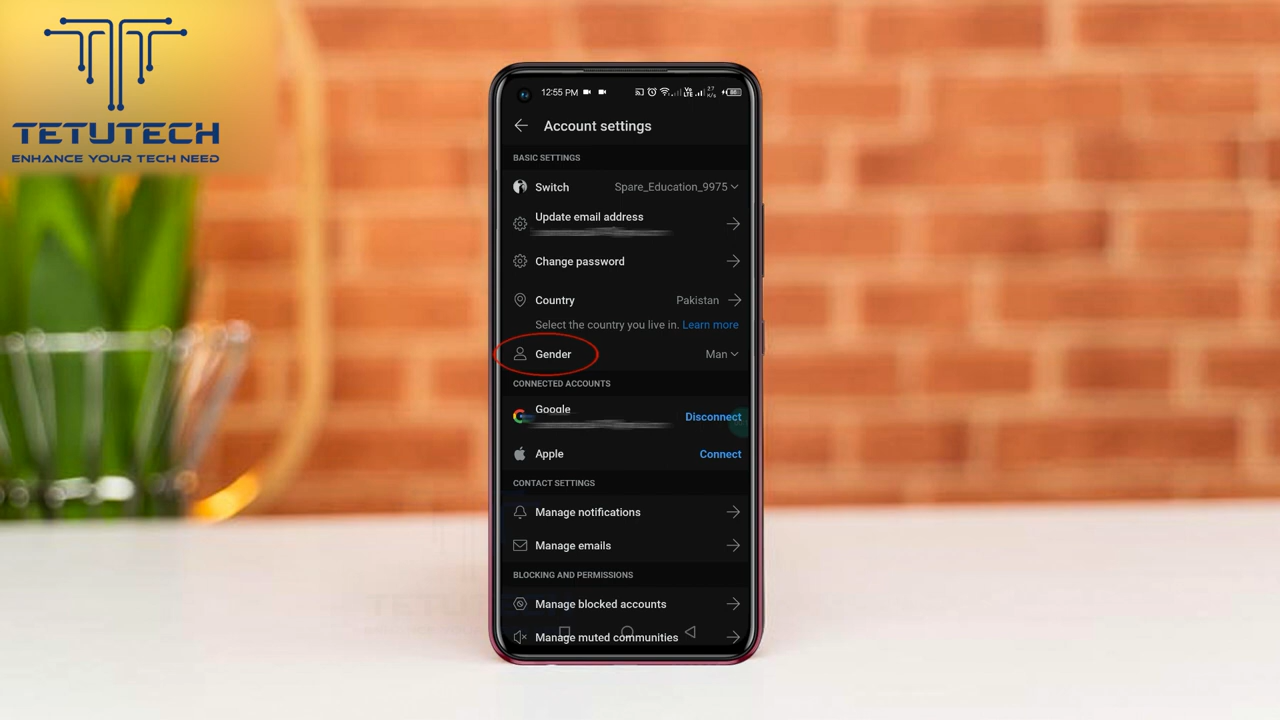 TETUTECH
ENHANCE YOUR TECH NEED
12:55 PM
Account settings
BASIC SETTINGS
Switch Spare_Education_9975
Update email address
Change password
Country Pakistan
Select the country you live in. Learn more
Gender Man
CONNECTED ACCOUNTS
Google Disconnect
Apple Connect
CONTACT SETTINGS
Manage notifications
Manage emails
BLOCKING AND PERMISSIONS
Manage blocked accounts
Manage muted communities